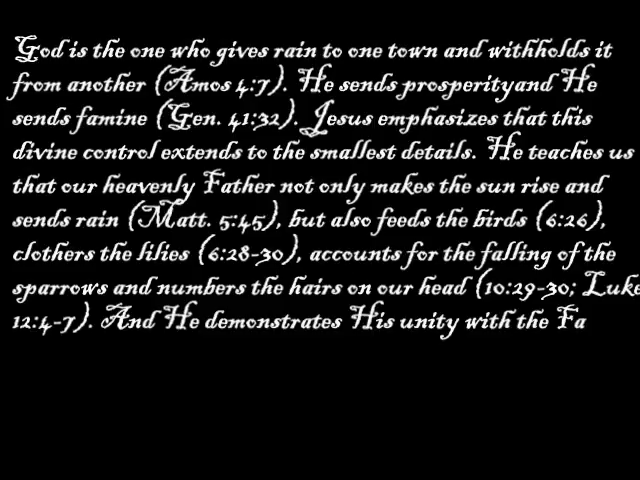 God is the one who gives rain to one town and withholds it
from another (Amos 4:7). He sends prosperityand He
sends famine (Gen. 41:32). Jesus emphasizes that this
divine control extends to the smallest details. He teaches us
that our heavenly Father not only makes the sun rise and
sends rain (Matt. 5:45), but also feeds the birds (6:26),
clothers the lilies (6:28-30), accounts for the falling of the
sparrows and numbers the hairs on our head (10:29-30; Luke
12:4-7). And He demonstrates His unity with the Fa